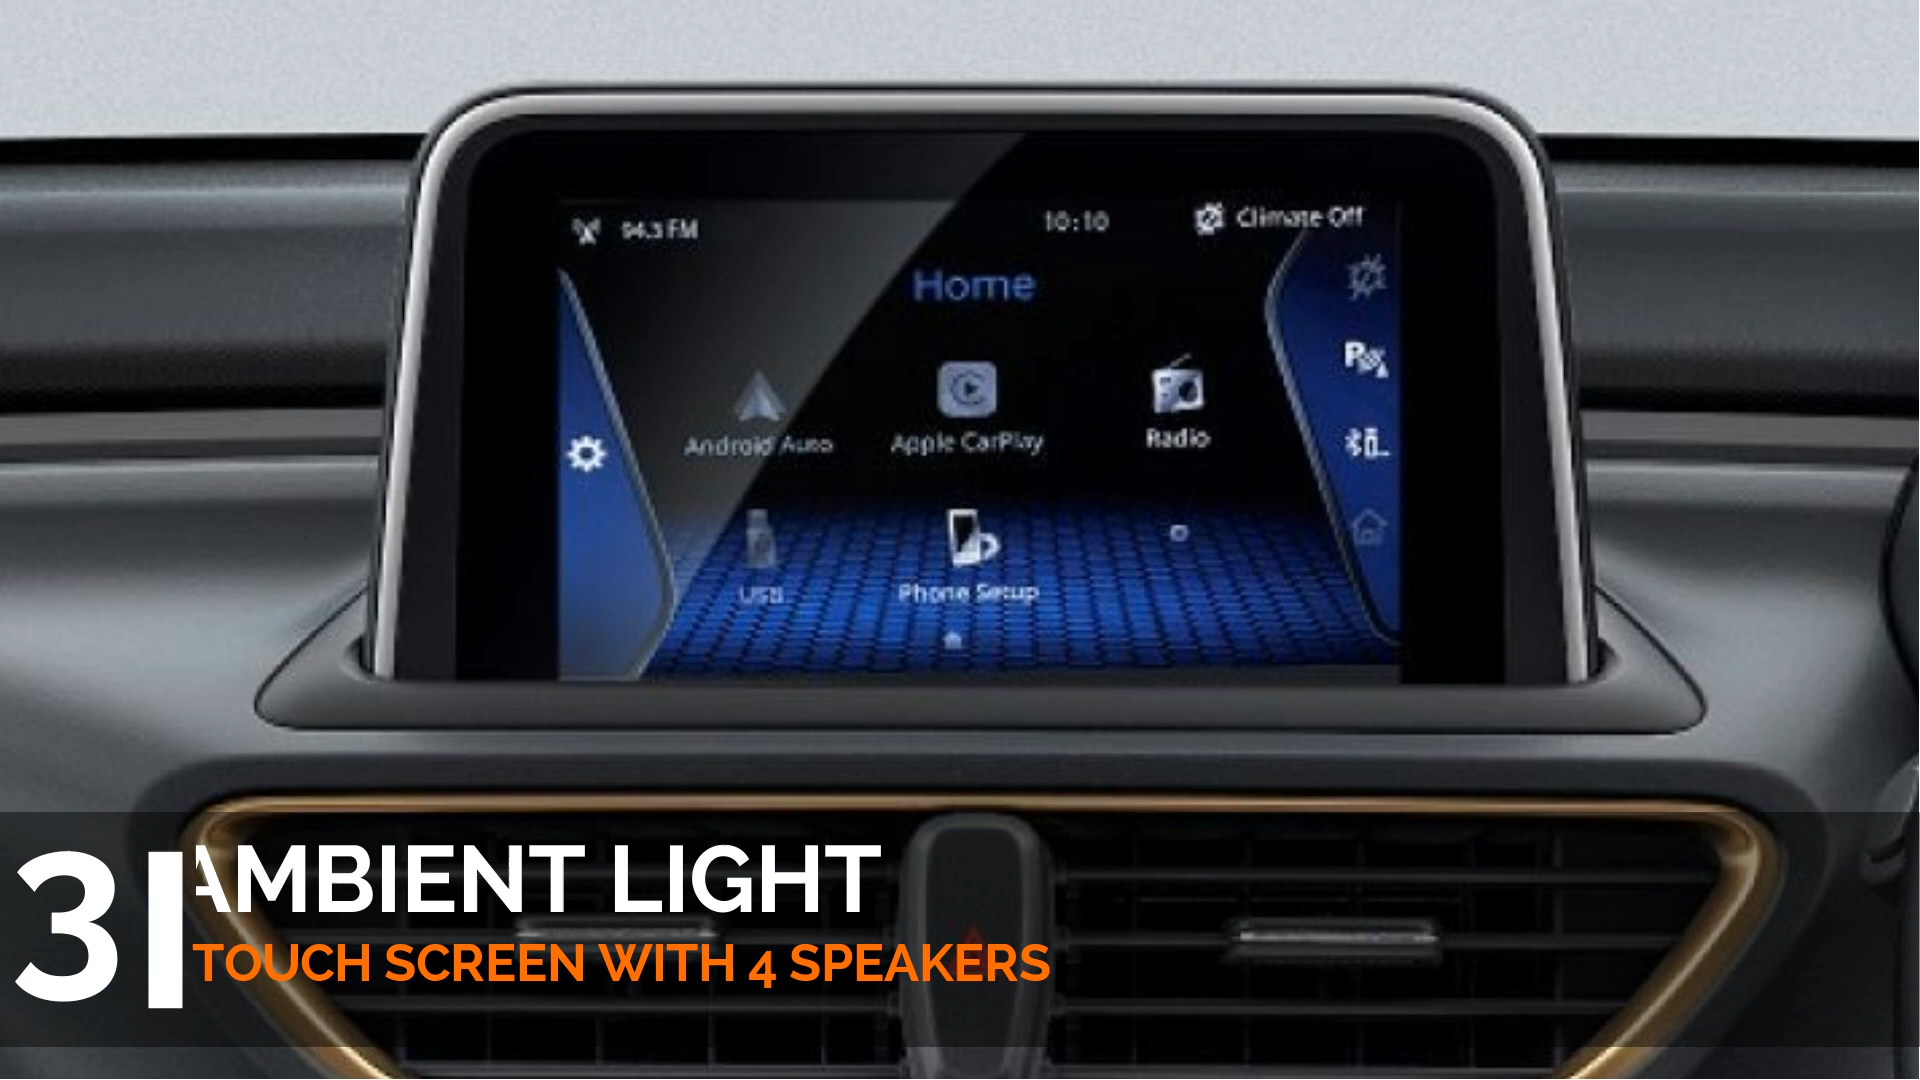 94.3 FM
10:10
Climate Off
Home
Android Auto
Apple CarPlay
Radio
USB
Phone Setup
3
AMBIENT LIGHT
TOUCH SCREEN WITH 4 SPEAKERS